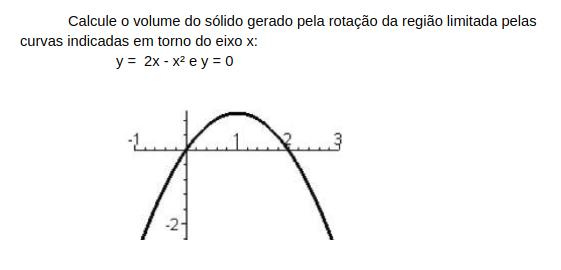 Calcule o volume do sólido gerado pela rotação da região limitada pelas
curvas indicadas em torno do eixo x:
y = 2x - x² e y = 0
-1 1 2 3
-2